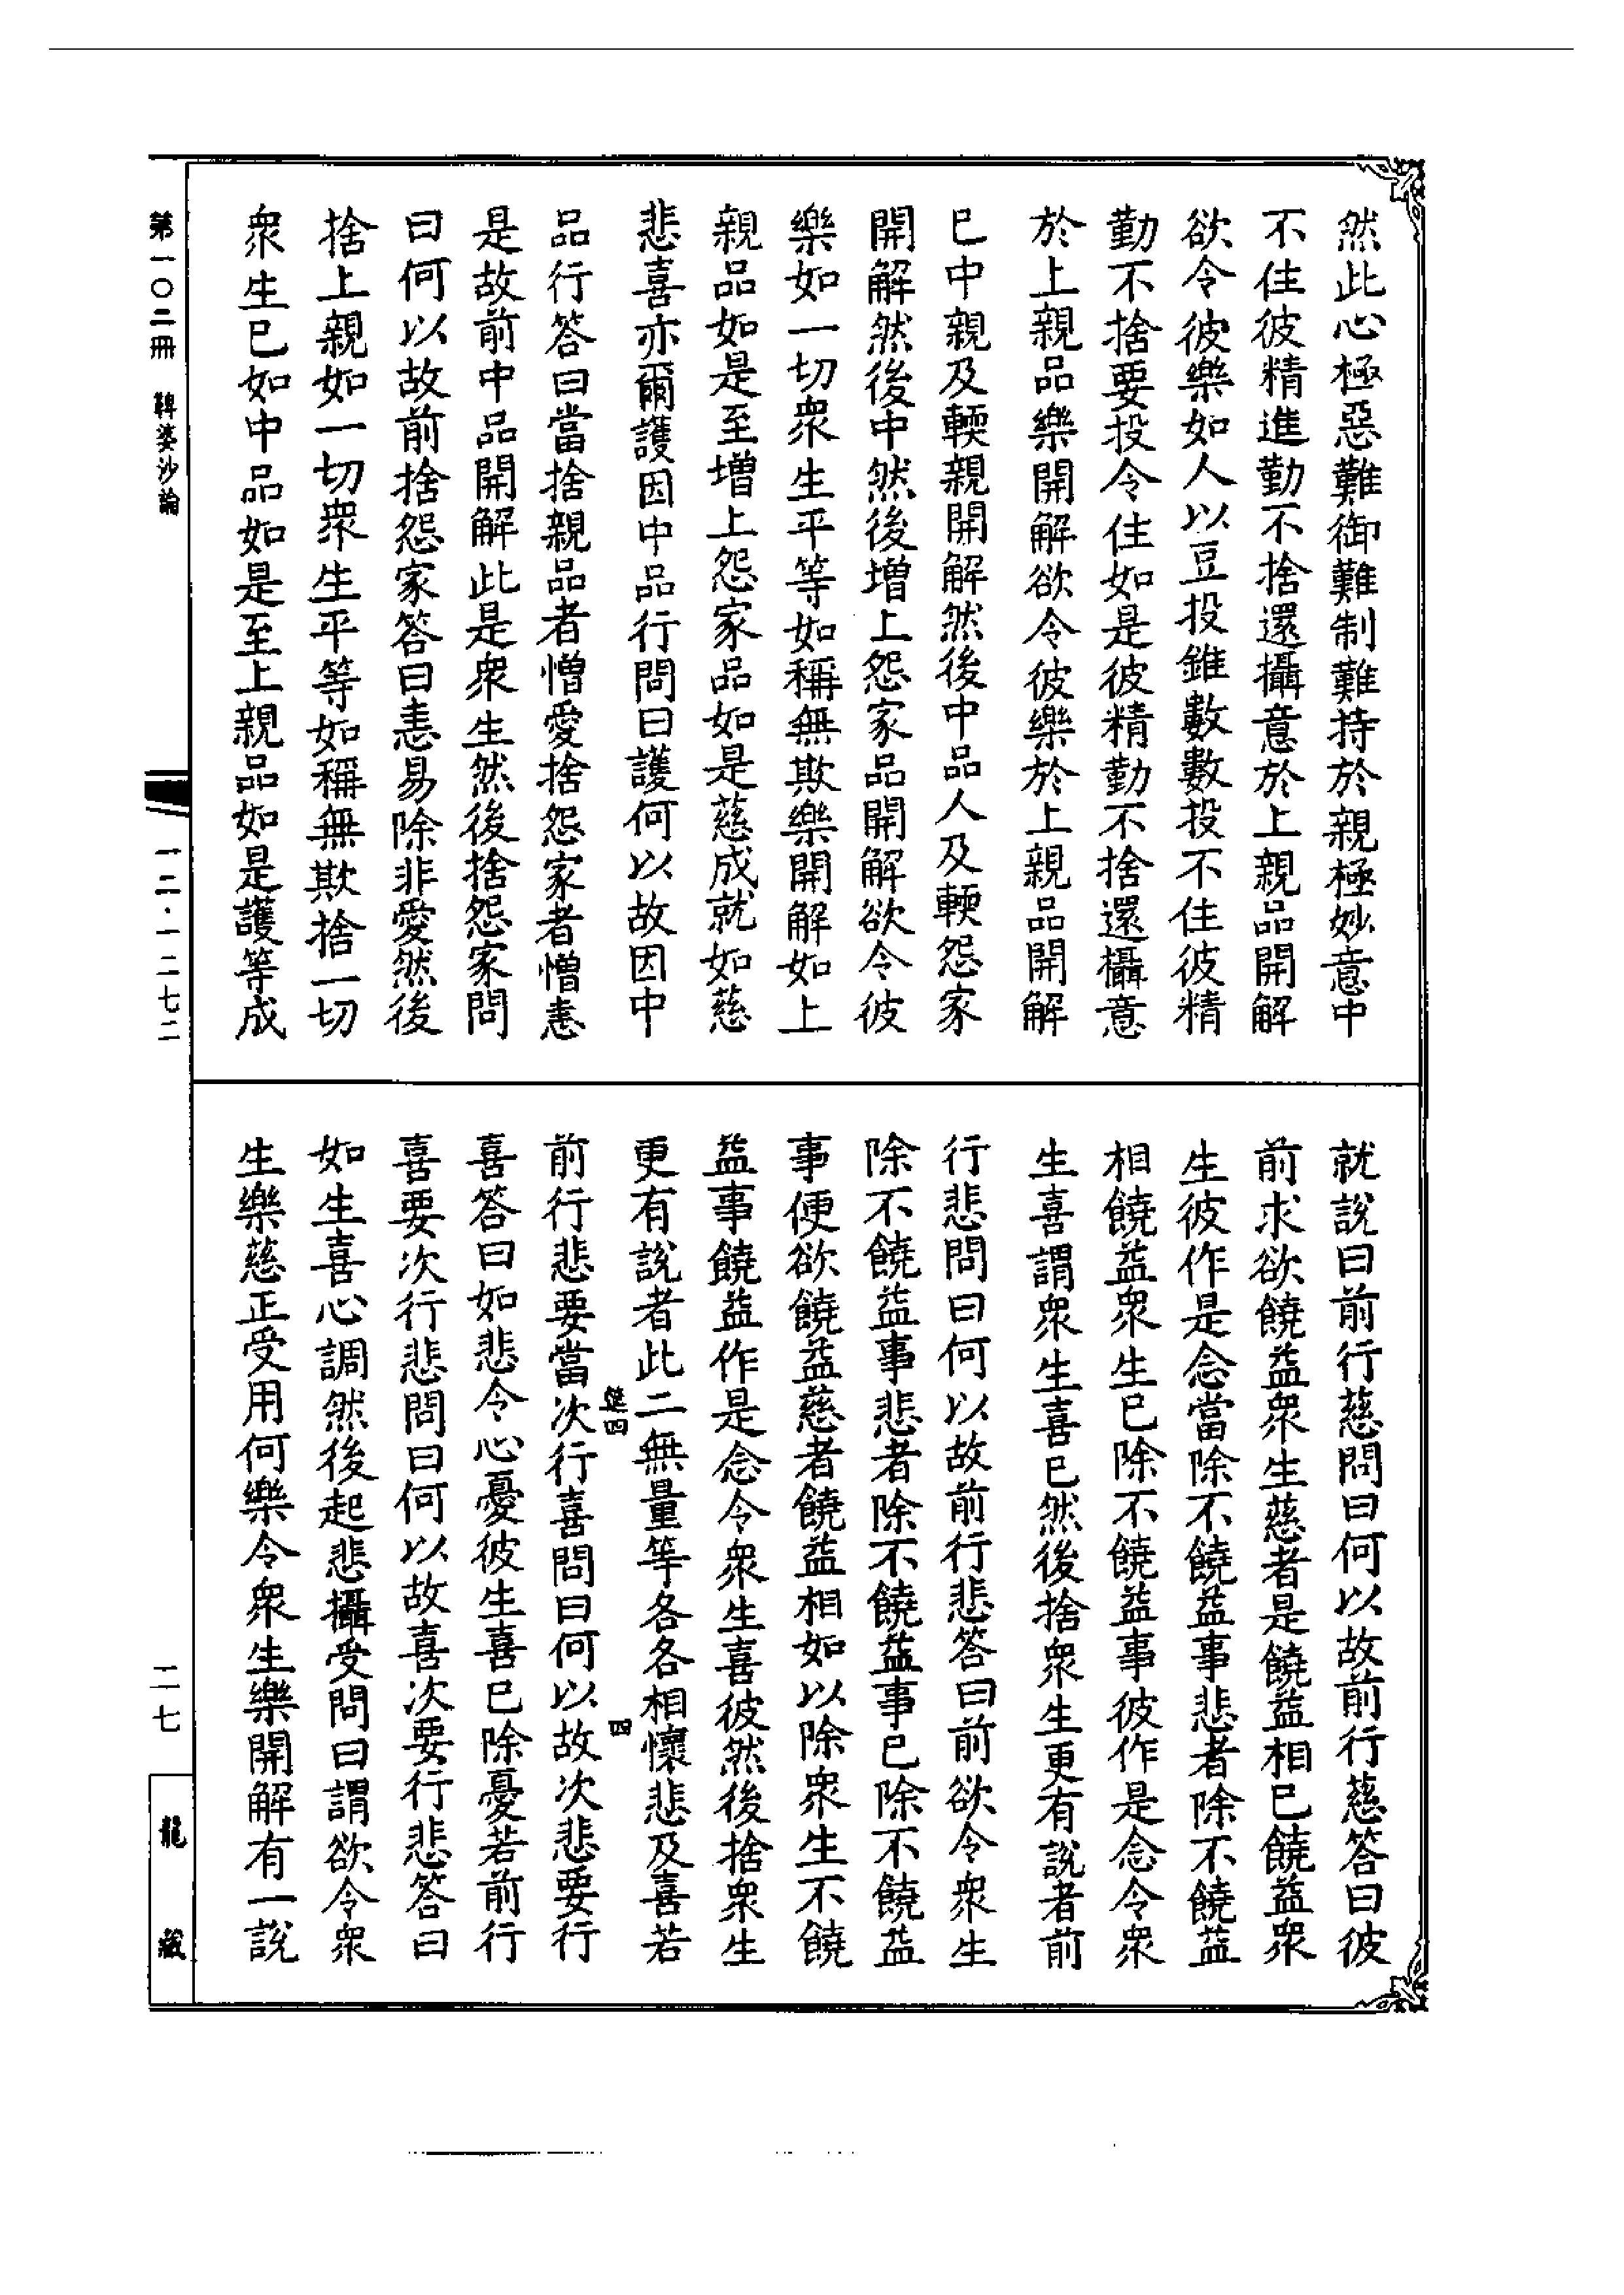 然此心極惡難御難制難持於親極妙意中
不住彼精進勤不捨還攝意於上親品開解
欲令彼樂如人以豆投錐數數投不住彼精
勤不捨要投令住如是彼精勤不捨還攝意
於上親品樂開解欲令彼樂於上親品開解
已中親及輭親開解然後中品人及輭怨家
開解然後中然後增上怨家品開解欲令彼
樂如一切衆生平等如稱無欺樂開解如上
親品如是至增上怨家品如是慈成就如慈
悲喜亦爾護因中品行問曰護何以故因中
品行答曰當捨親品者憎愛捨怨家者憎恚
是故前中品開解此是衆生然後捨怨家問
曰何以故前捨怨家答曰恚易除非愛然後
捨上親如一切衆生平等如稱無欺捨一切
衆生已如中品如是至上親品如是護等成
就說曰前行慈問曰何以故前行慈答曰彼
前求欲饒益衆生慈者是饒益相已饒益衆
生彼作是念當除不饒益事悲者除不饒益
相饒益衆生已除不饒益事彼作是念令衆
生喜謂衆生喜已然後捨衆生更有說者前
行悲問曰何以故前行悲答曰前欲令衆生
除不饒益事悲者除不饒益事已除不饒益
事便欲饒益慈者饒益相如以除衆生不饒
益事饒益作是念令衆生喜彼然後捨衆生
更有說者此二無量等各各相懷悲及喜若
前行悲要當次行喜問曰何以故次悲要行
喜答曰如悲令心憂彼生喜已除憂若前行
喜要次行悲問曰何以故喜次要行悲答曰
如生喜心調然後起悲攝受問曰謂欲令衆
生樂慈正受用何樂令衆生樂開解有一說
四
四
第一〇二冊 鞞婆沙論
一二·一二七二
二七
龍藏